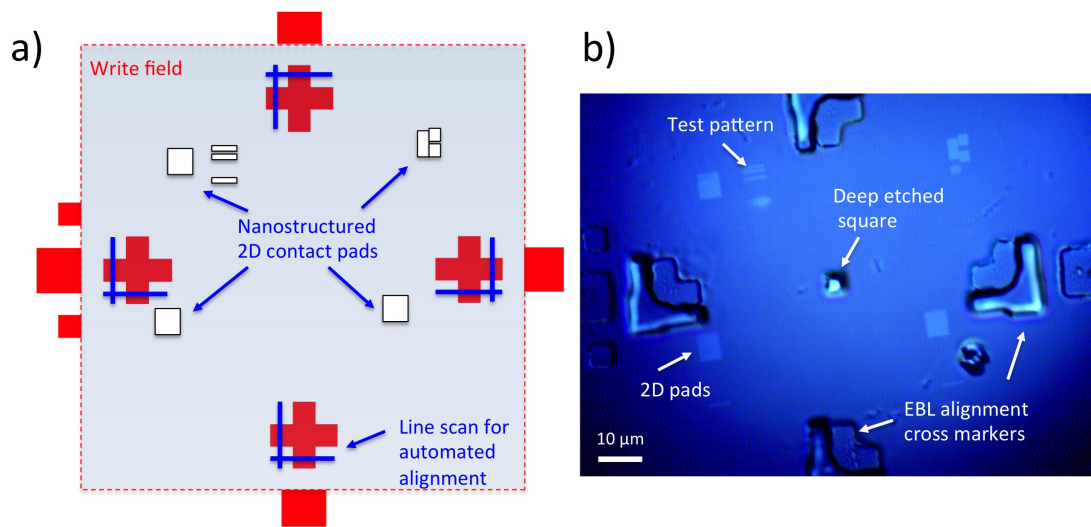 a)
Write field
Nanostructured
2D contact pads
Line scan for
automated
alignment
b)
Test pattern
Deep etched
square
2D pads
EBL alignment
cross markers
10 μm